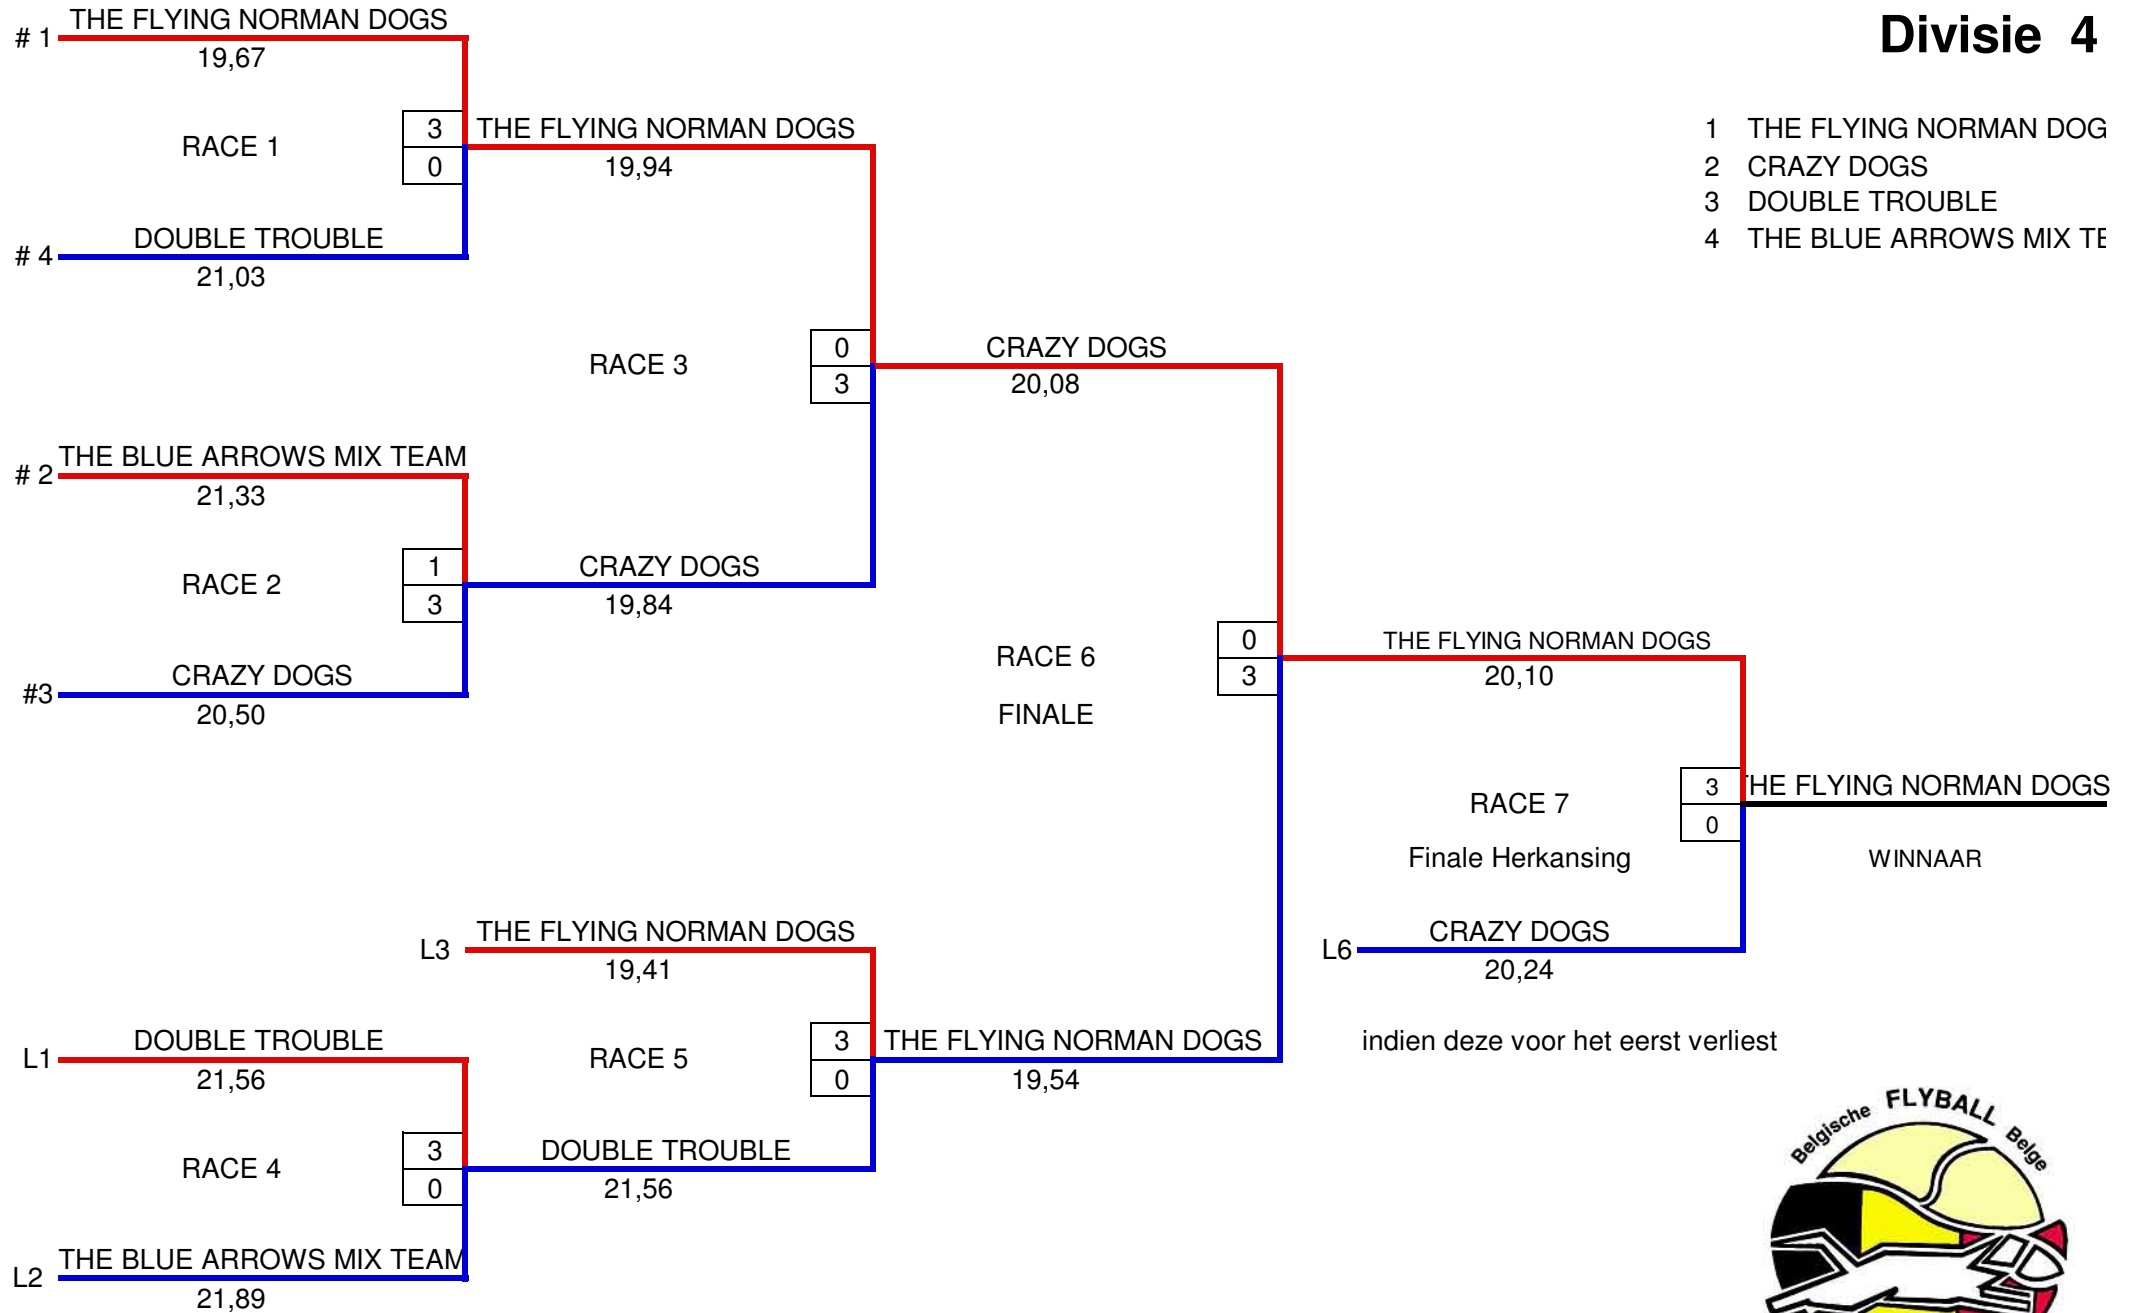 THE FLYING NORMAN DOGS
# 1
19,67
RACE 1
3
0
DOUBLE TROUBLE
# 4
21,03
THE FLYING NORMAN DOGS
19,94
RACE 3
0
3
THE BLUE ARROWS MIX TEAM
# 2
21,33
RACE 2
1
3
CRAZY DOGS
#3
20,50
CRAZY DOGS
19,84
CRAZY DOGS
20,08
RACE 6
0
3
FINALE
L3
THE FLYING NORMAN DOGS
19,41
RACE 5
3
0
L1
DOUBLE TROUBLE
21,56
RACE 4
3
0
THE BLUE ARROWS MIX TEAM
L2
21,89
DOUBLE TROUBLE
21,56
THE FLYING NORMAN DOGS
19,54
THE FLYING NORMAN DOGS
20,10
RACE 7
3
0
Finale Herkansing
L6
CRAZY DOGS
20,24
indien deze voor het eerst verliest
THE FLYING NORMAN DOGS
WINNAAR
Divisie 4
1 THE FLYING NORMAN DOG
2 CRAZY DOGS
3 DOUBLE TROUBLE
4 THE BLUE ARROWS MIX TE
Belgische FLYBALL Belge